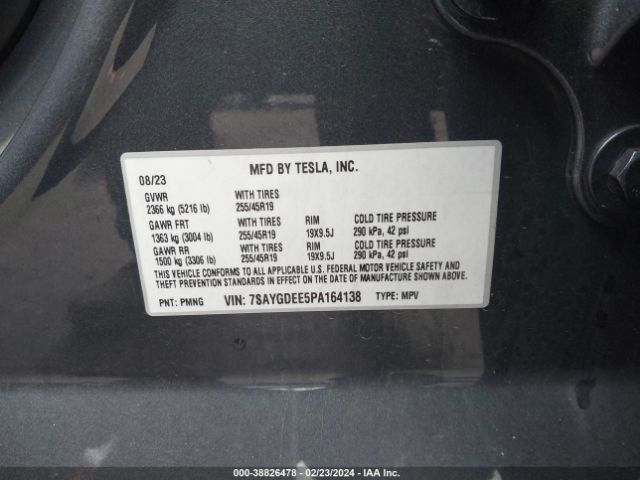 MFD BY TESLA, INC.
08/23
GVWR WITH TIRES
2366 kg (5216 lb) 255/45R19
GAWR FRT WITH TIRES RIM COLD TIRE PRESSURE
1363 kg (3004 lb) 255/45R19 19X9.5J 290 kPa, 42 psi
GAWR RR WITH TIRES RIM COLD TIRE PRESSURE
1500 kg (3306 lb) 255/45R19 19X9.5J 290 kPa, 42 psi
THIS VEHICLE CONFORMS TO ALL APPLICABLE U.S. FEDERAL MOTOR VEHICLE SAFETY AND
THEFT PREVENTION STANDARDS IN EFFECT ON THE DATE OF MANUFACTURE SHOWN ABOVE.
PNT: PMNG VIN: 7SAYGDEE5PA164138 TYPE: MPV
000-38826478 - 02/23/2024 - IAA Inc.